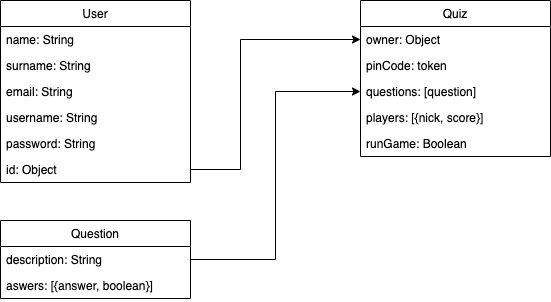 User
name: String
surname: String
email: String
username: String
password: String
id: Object
Quiz
owner: Object
pinCode: token
questions: [question]
players: [{nick, score}]
runGame: Boolean
Question
description: String
aswers: [{answer, boolean}]